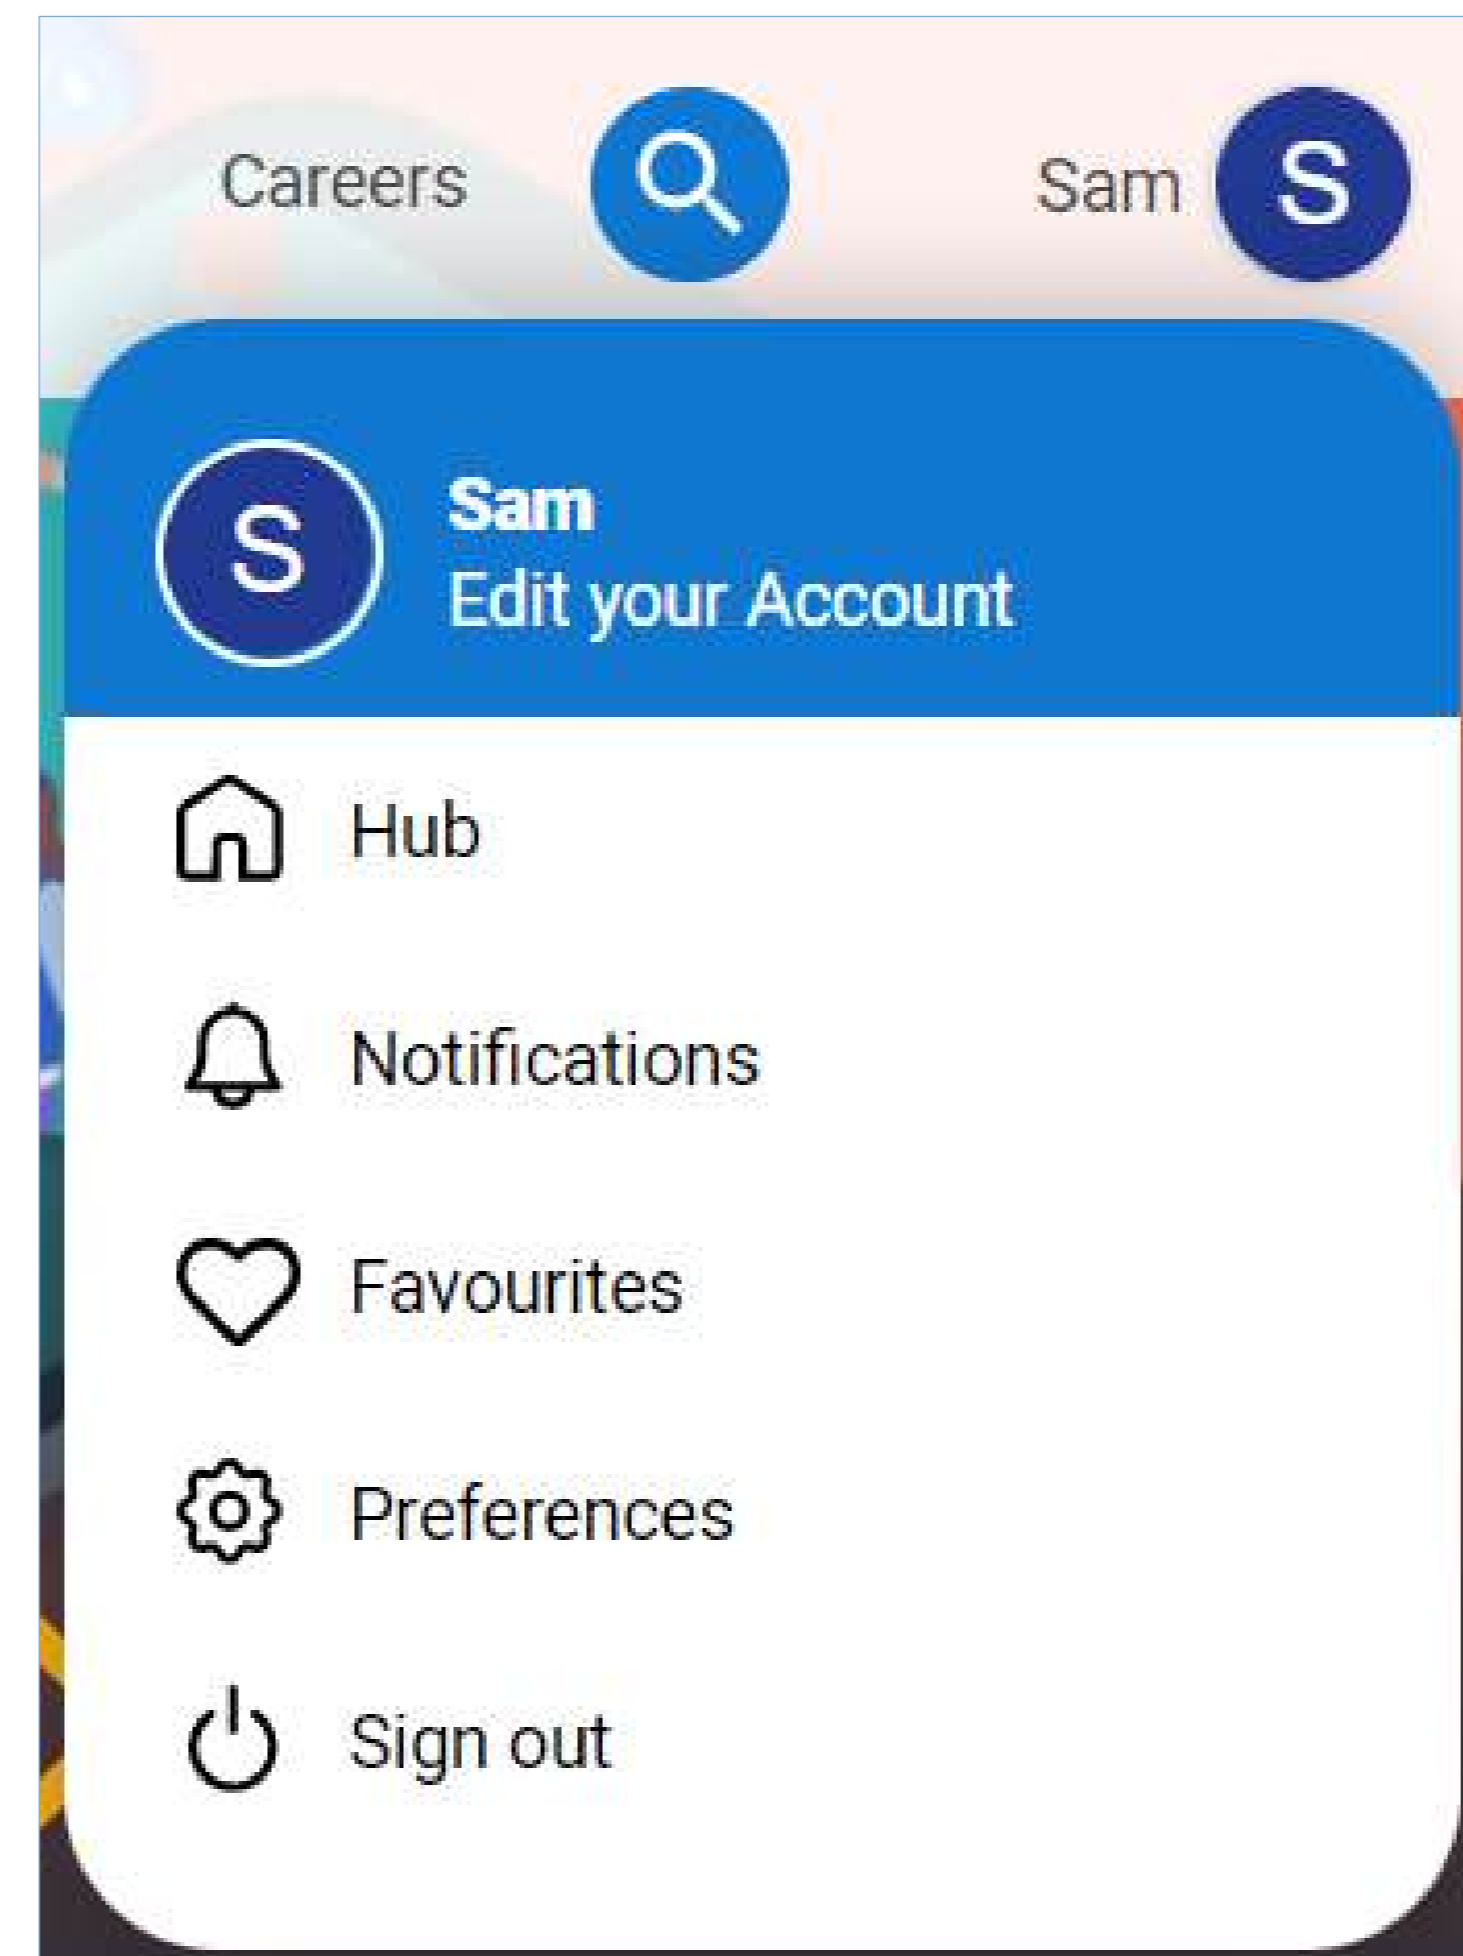 Careers
Sam S
S
Sam
Edit your Account
Hub
Notifications
Favourites
Preferences
Sign out